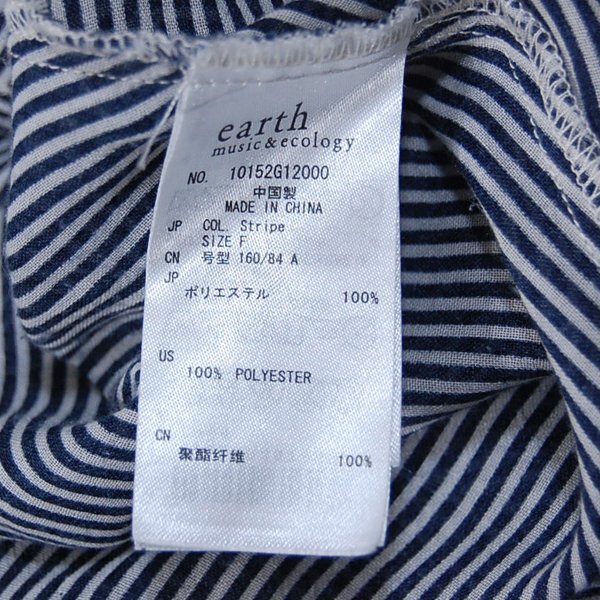 earth
music&ecology
NO. 10152G12000
中国製
MADE IN CHINA
JP COL. Stripe
SIZE F
CN 号型 160/84 A
JP
ポリエステル 100%
US
100% POLYESTER
CN
聚酯纤维 100%